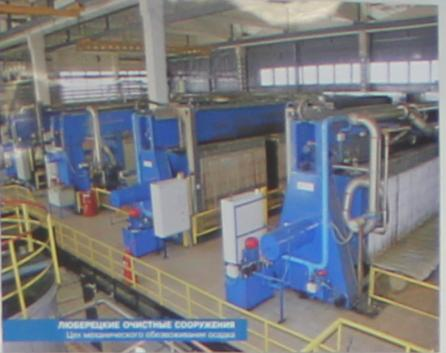 ЛЮБЕРЕЦКИЕ ОЧИСТНЫЕ СООРУЖЕНИЯ
Цех механического обезвоживания осадка